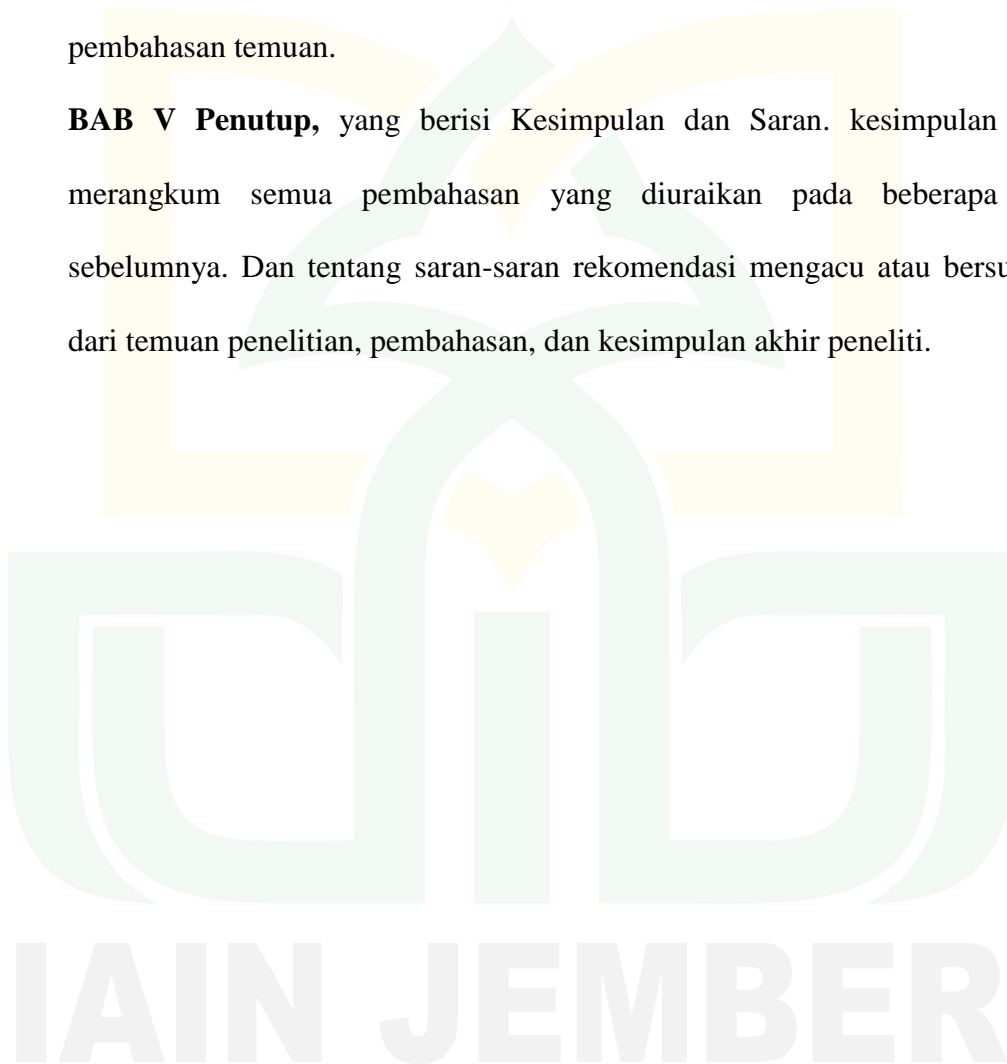 pembahasan temuan.
BAB V Penutup, yang berisi Kesimpulan dan Saran. kesimpulan
merangkum semua pembahasan yang diuraikan pada beberapa
sebelumnya. Dan tentang saran-saran rekomendasi mengacu atau
dari temuan penelitian, pembahasan, dan kesimpulan akhir peneliti.
IAIN JEMBER